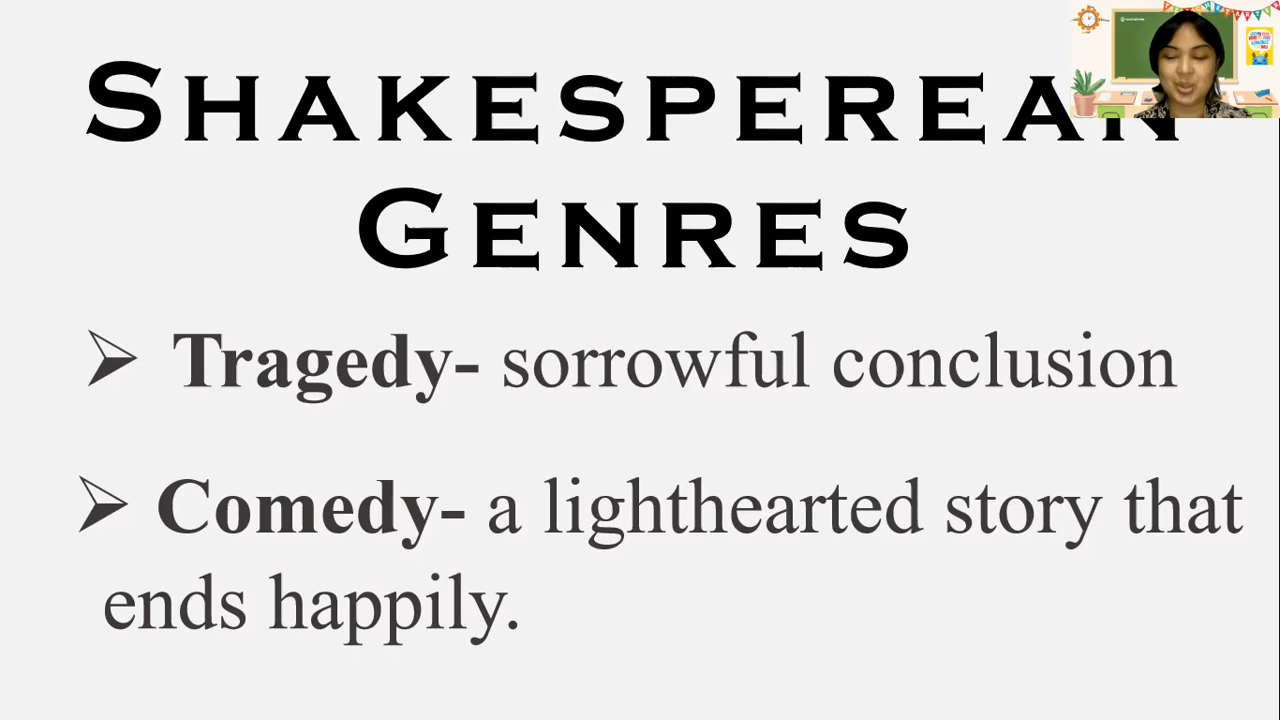 SHAKESPEREAN
GENRES
➢ Tragedy- sorrowful conclusion
➢ Comedy- a lighthearted story that
ends happily.